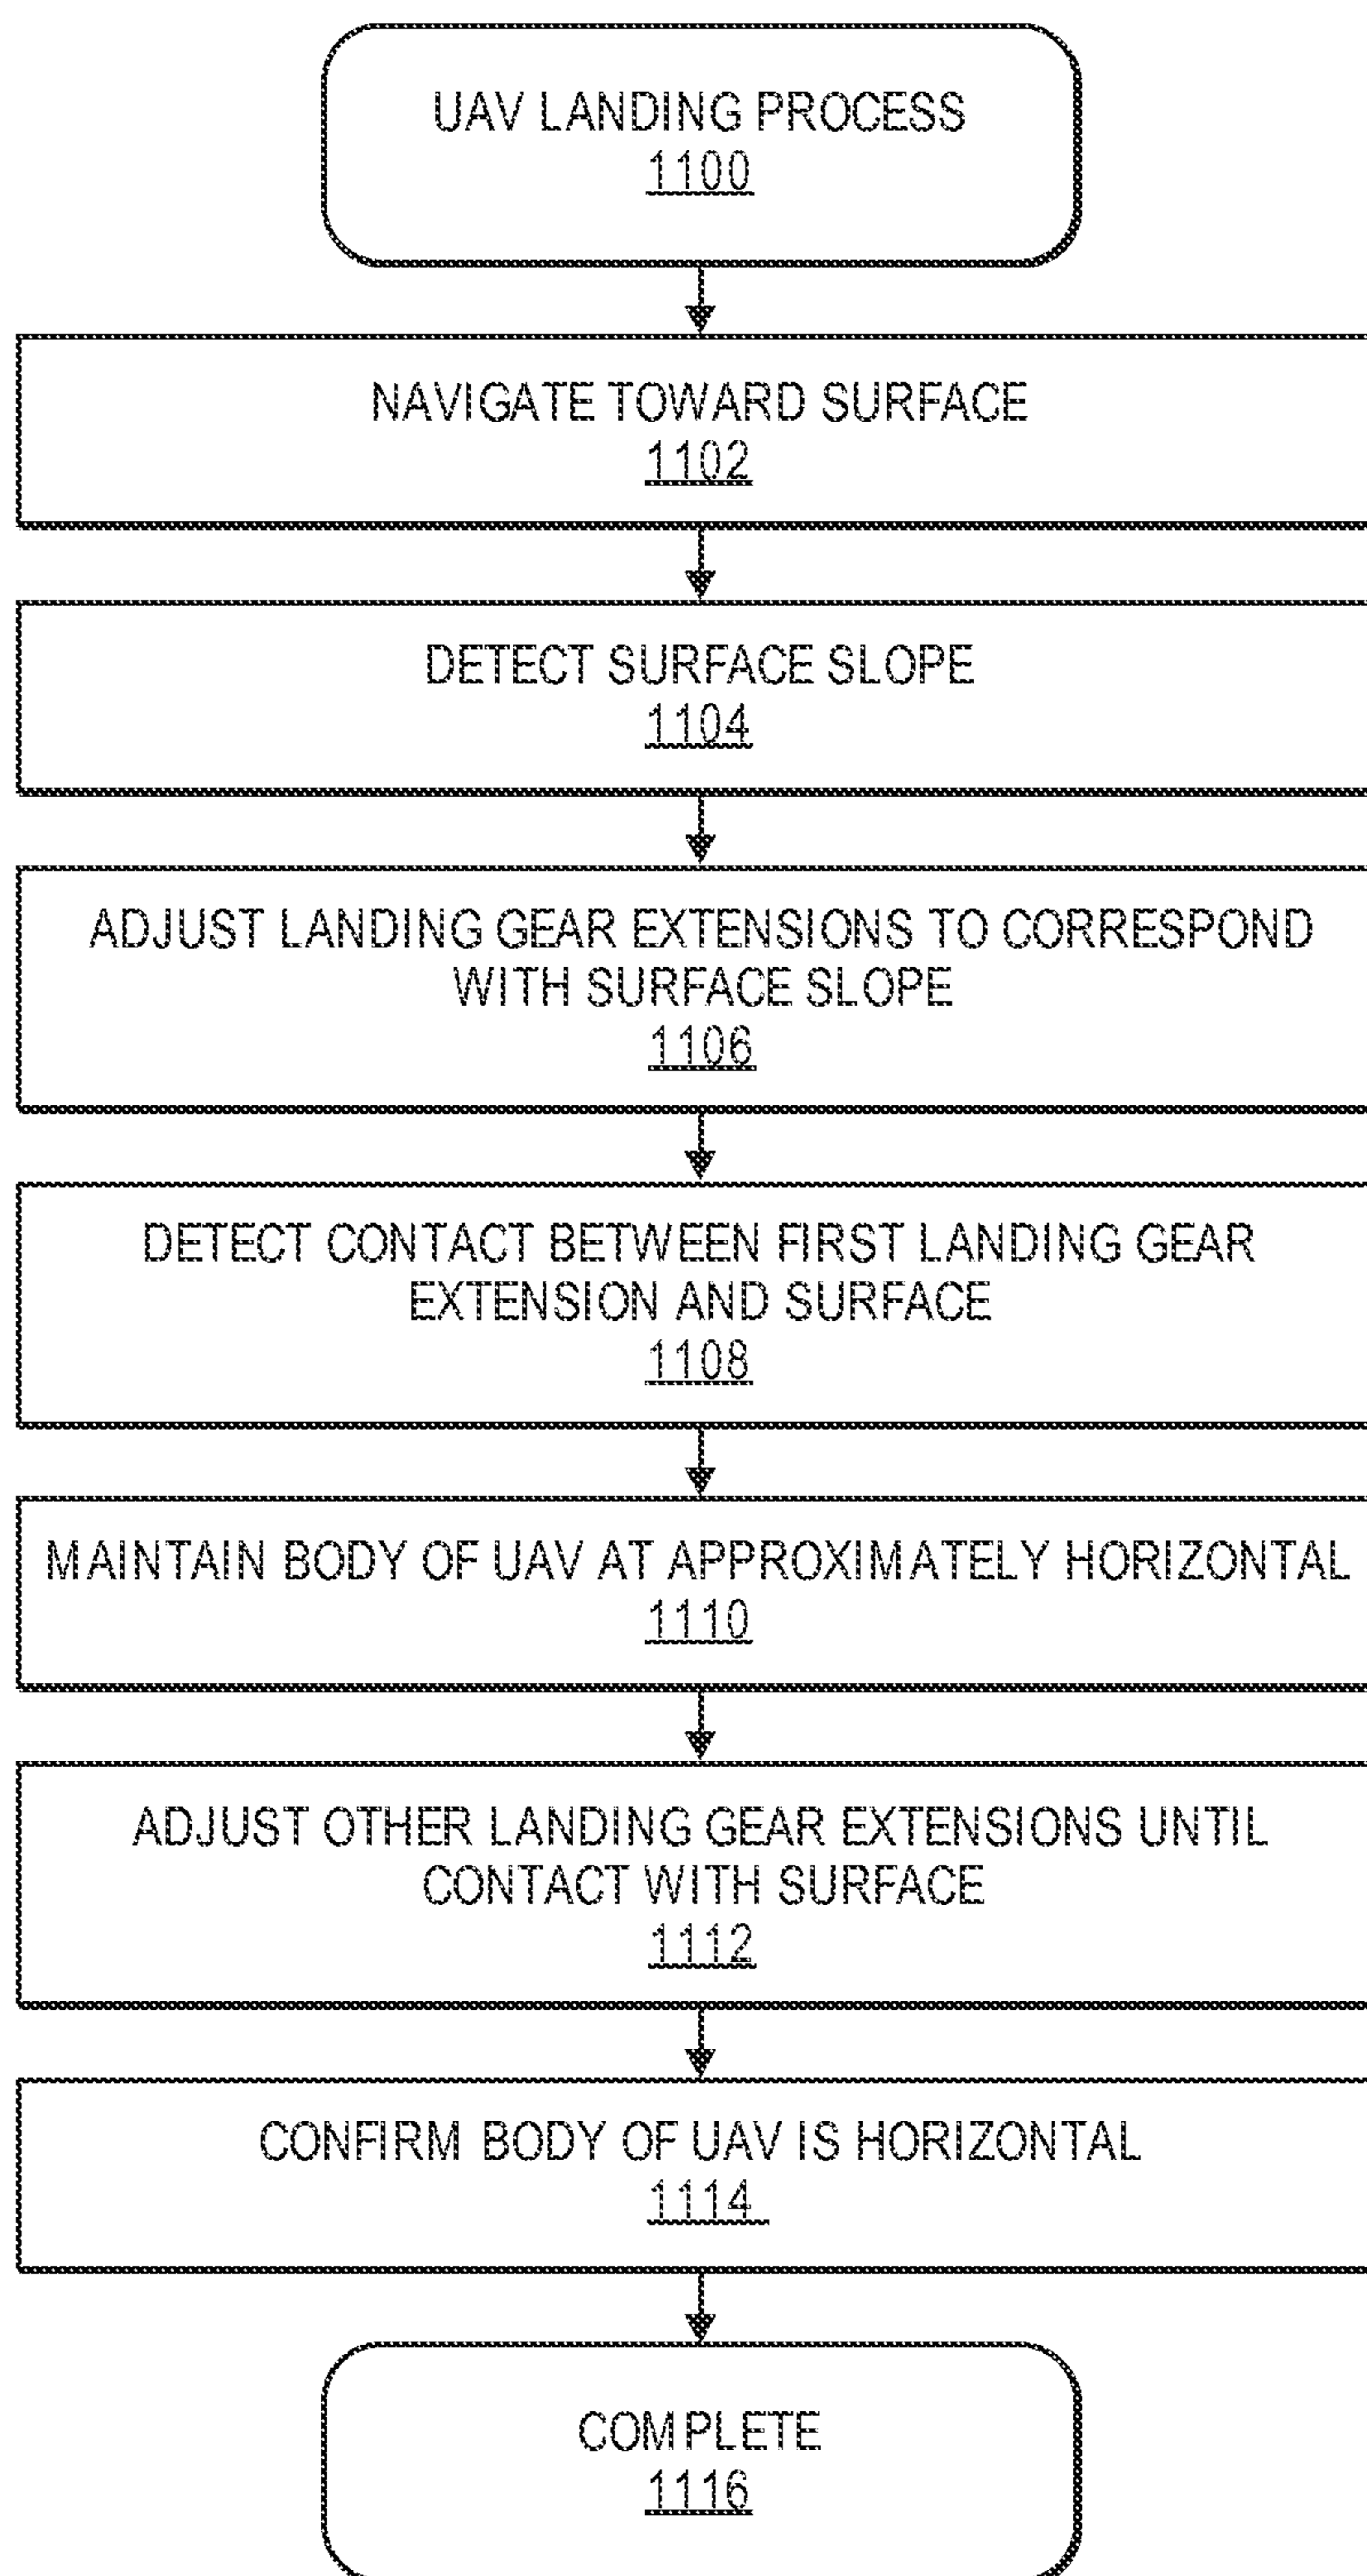 UAV LANDING PROCESS
1100
NAVIGATE TOWARD SURFACE
1102
DETECT SURFACE SLOPE
1104
ADJUST LANDING GEAR EXTENSIONS TO CORRESPOND
WITH SURFACE SLOPE
1106
DETECT CONTACT BETWEEN FIRST LANDING GEAR
EXTENSION AND SURFACE
1108
MAINTAIN BODY OF UAV AT APPROXIMATELY HORIZONTAL
1110
ADJUST OTHER LANDING GEAR EXTENSIONS UNTIL
CONTACT WITH SURFACE
1112
CONFIRM BODY OF UAV IS HORIZONTAL
1114
COMPLETE
1116